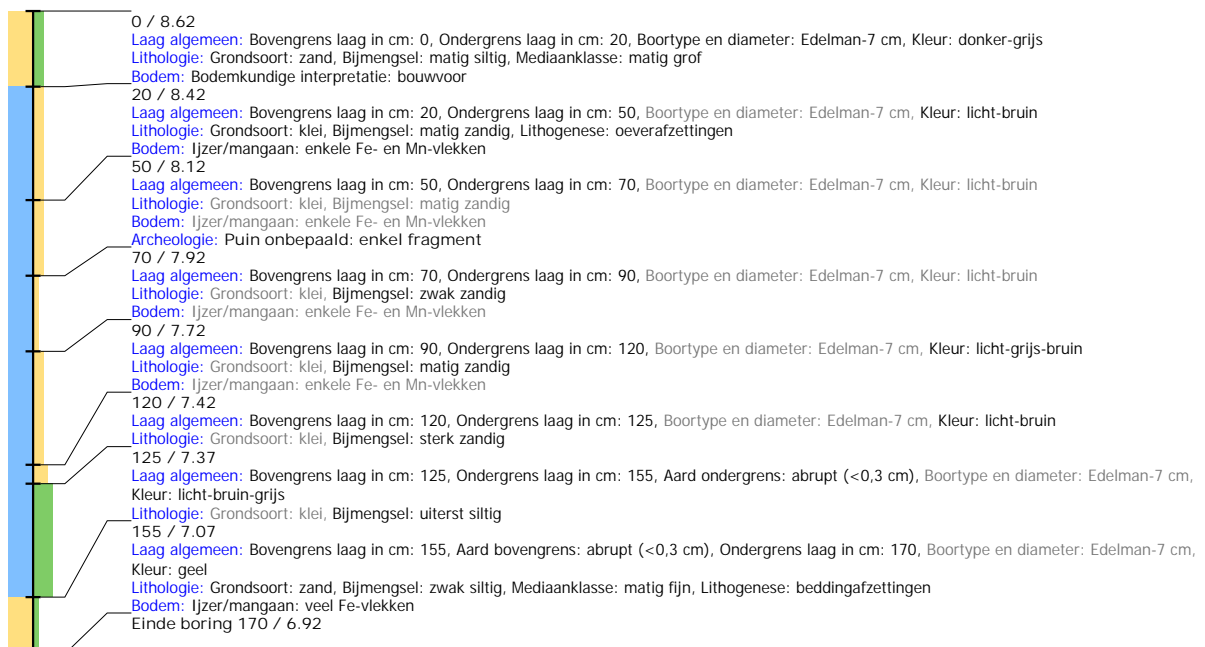 0 / 8.62
Laag algemeen: Bovengrens laag in cm: 0, Ondergrens laag in cm: 20, Boortype en diameter: Edelman-7 cm, Kleur: donker-grijs
Lithologie: Grondsoort: zand, Bijmengsel: matig siltig, Mediaanklasse: matig grof
Bodem: Bodemkundige interpretatie: bouwvoor
20 / 8.42
Laag algemeen: Bovengrens laag in cm: 20, Ondergrens laag in cm: 50, Boortype en diameter: Edelman-7 cm, Kleur: licht-bruin
Lithologie: Grondsoort: klei, Bijmengsel: matig zandig, Lithogenese: oeverafzettingen
Bodem: Ijzer/mangaan: enkele Fe- en Mn-vlekken
50 / 8.12
Laag algemeen: Bovengrens laag in cm: 50, Ondergrens laag in cm: 70, Boortype en diameter: Edelman-7 cm, Kleur: licht-bruin
Lithologie: Grondsoort: klei, Bijmengsel: matig zandig
Bodem: Ijzer/mangaan: enkele Fe- en Mn-vlekken
Archeologie: Puin onbepaald: enkel fragment
70 / 7.92
Laag algemeen: Bovengrens laag in cm: 70, Ondergrens laag in cm: 90, Boortype en diameter: Edelman-7 cm, Kleur: licht-bruin
Lithologie: Grondsoort: klei, Bijmengsel: zwak zandig
Bodem: Ijzer/mangaan: enkele Fe- en Mn-vlekken
90 / 7.72
Laag algemeen: Bovengrens laag in cm: 90, Ondergrens laag in cm: 120, Boortype en diameter: Edelman-7 cm, Kleur: licht-grijs-bruin
Lithologie: Grondsoort: klei, Bijmengsel: matig zandig
Bodem: Ijzer/mangaan: enkele Fe- en Mn-vlekken
120 / 7.42
Laag algemeen: Bovengrens laag in cm: 120, Ondergrens laag in cm: 125, Boortype en diameter: Edelman-7 cm, Kleur: licht-bruin
Lithologie: Grondsoort: klei, Bijmengsel: sterk zandig
125 / 7.37
Laag algemeen: Bovengrens laag in cm: 125, Ondergrens laag in cm: 155, Aard ondergrens: abrupt (<0,3 cm), Boortype en diameter: Edelman-7 cm,
Kleur: licht-bruin-grijs
Lithologie: Grondsoort: klei, Bijmengsel: uiterst siltig
155 / 7.07
Laag algemeen: Bovengrens laag in cm: 155, Aard bovengrens: abrupt (<0,3 cm), Ondergrens laag in cm: 170, Boortype en diameter: Edelman-7 cm,
Kleur: geel
Lithologie: Grondsoort: zand, Bijmengsel: zwak siltig, Mediaanklasse: matig fijn, Lithogenese: beddingafzettingen
Bodem: Ijzer/mangaan: veel Fe-vlekken
Einde boring 170 / 6.92